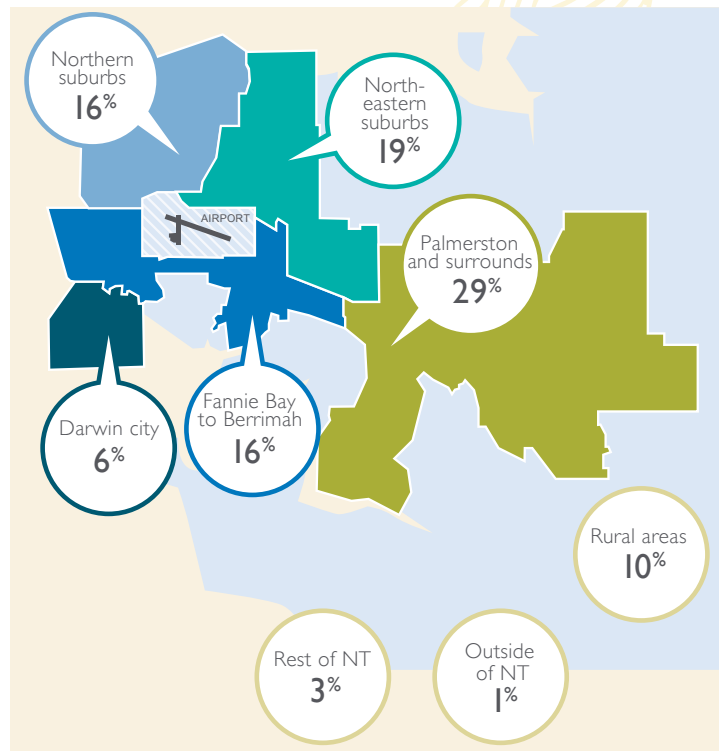 Northern
suburbs
16%
North-
eastern
suburbs
19%
AIRPORT
Palmerston
and surrounds
29%
Fannie Bay
to Berrimah
16%
Darwin city
6%
Rural areas
10%
Rest of NT
3%
Outside
of NT
1%